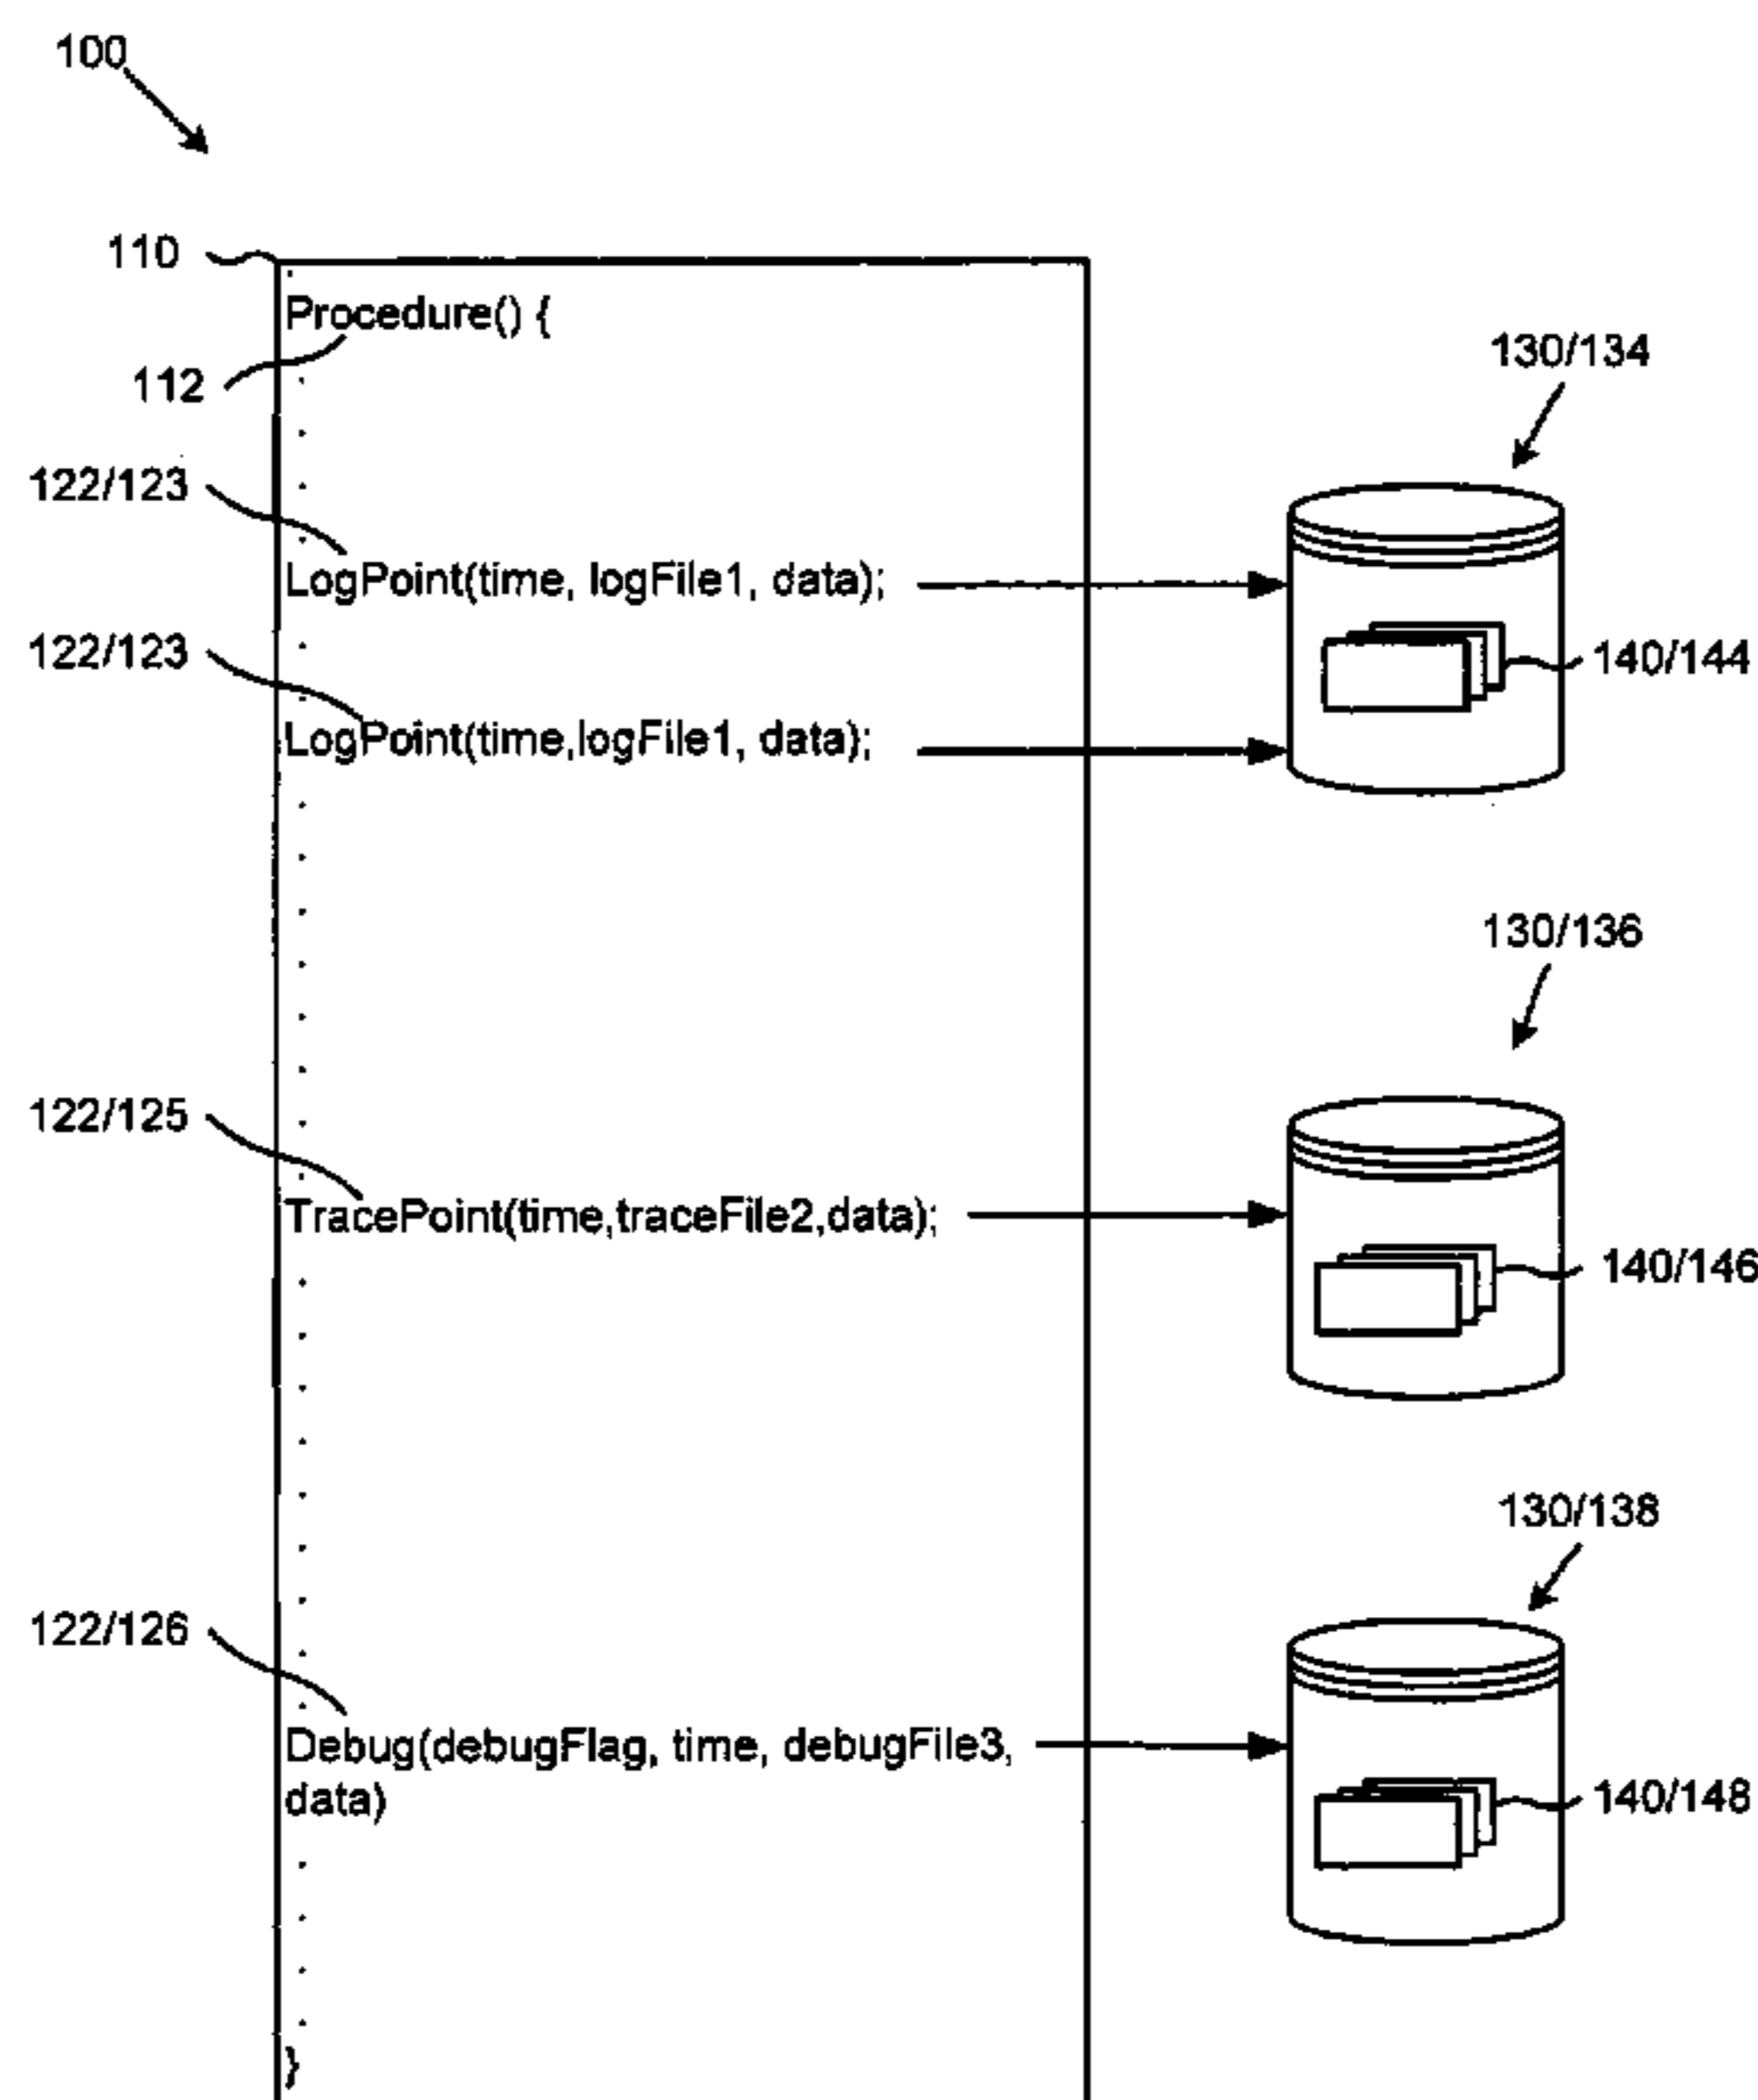 100
110
Procedure() {
112
130/134
122/123
LogPoint(time, logFile1, data);
122/123
140/144
LogPoint(time,logFile1, data);
130/136
122/125
TracePoint(time,traceFile2,data);
140/146
130/138
122/126
Debug(debugFlag, time, debugFile3,
data)
140/148
}